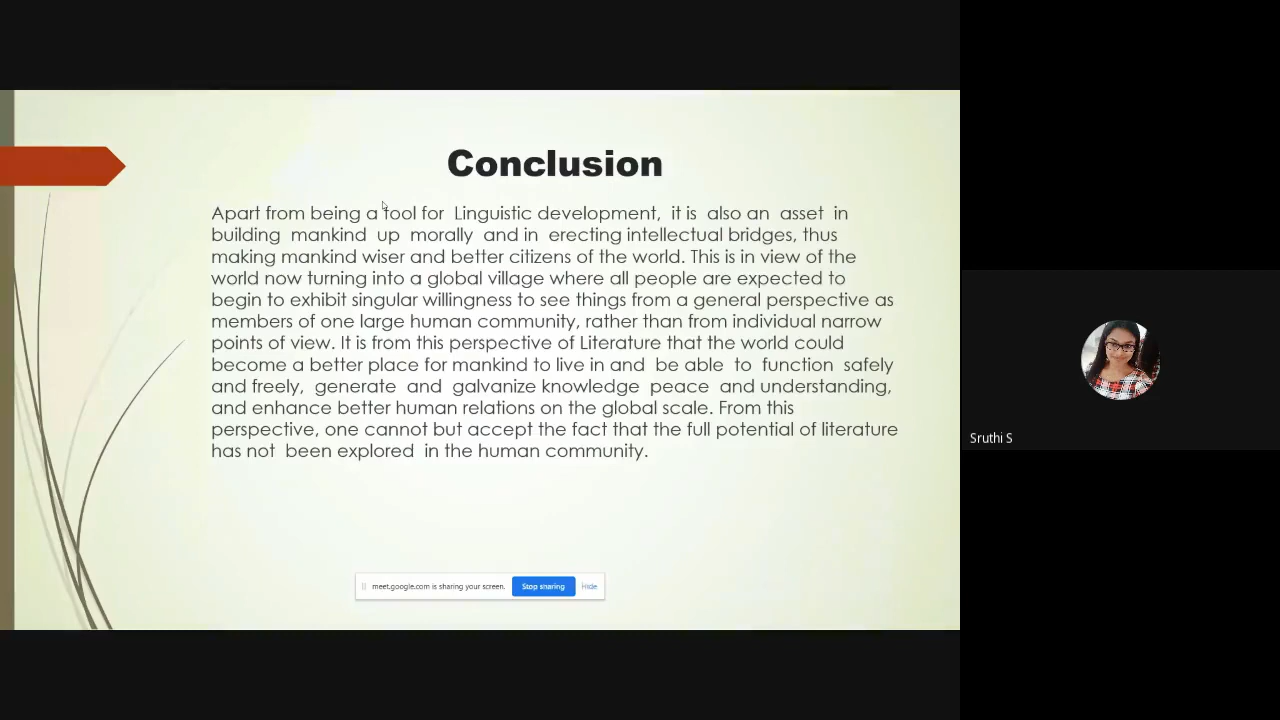 Conclusion
Apart from being a tool for Linguistic development, it is also an asset in
building mankind up morally and in erecting intellectual bridges, thus
making mankind wiser and better citizens of the world. This is in view of the
world now turning into a global village where all people are expected to
begin to exhibit singular willingness to see things from a general perspective as
members of one large human community, rather than from individual narrow
points of view. It is from this perspective of Literature that the world could
become a better place for mankind to live in and be able to function safely
and freely, generate and galvanize knowledge peace and understanding,
and enhance better human relations on the global scale. From this
perspective, one cannot but accept the fact that the full potential of literature
has not been explored in the human community.
meet.google.com is sharing your screen. Stop sharing Hide
Sruthi S